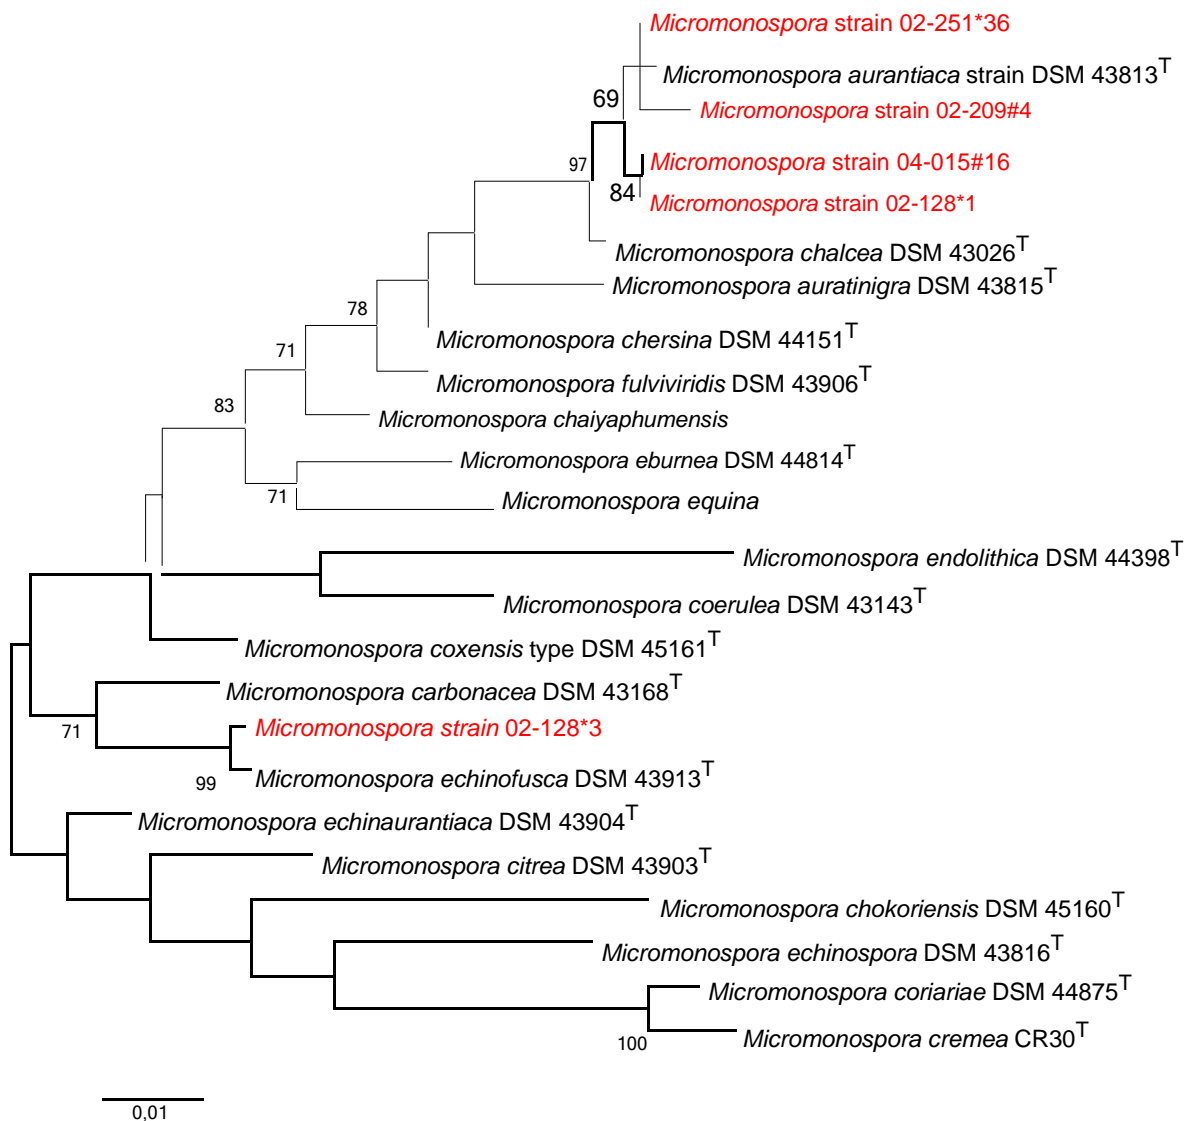 Micromonospora strain 02-251*36
Micromonospora aurantiaca strain DSM 43813T
69
Micromonospora strain 02-209#4
97
Micromonospora strain 04-015#16
84
Micromonospora strain 02-128*1
Micromonospora chalcea DSM 43026T
Micromonospora auratinigra DSM 43815T
78
Micromonospora chersina DSM 44151T
71
Micromonospora fulviviridis DSM 43906T
83
Micromonospora chaiyaphumensis
Micromonospora eburnea DSM 44814T
71
Micromonospora equina
Micromonospora endolithica DSM 44398T
Micromonospora coerulea DSM 43143T
Micromonospora coxensis type DSM 45161T
Micromonospora carbonacea DSM 43168T
71
Micromonospora strain 02-128*3
Micromonospora echinofusca DSM 43913T
99
Micromonospora echinaurantiaca DSM 43904T
Micromonospora citrea DSM 43903T
Micromonospora chokoriensis DSM 45160T
Micromonospora echinospora DSM 43816T
Micromonospora coriariae DSM 44875T
Micromonospora cremea CR30T
100
0,01